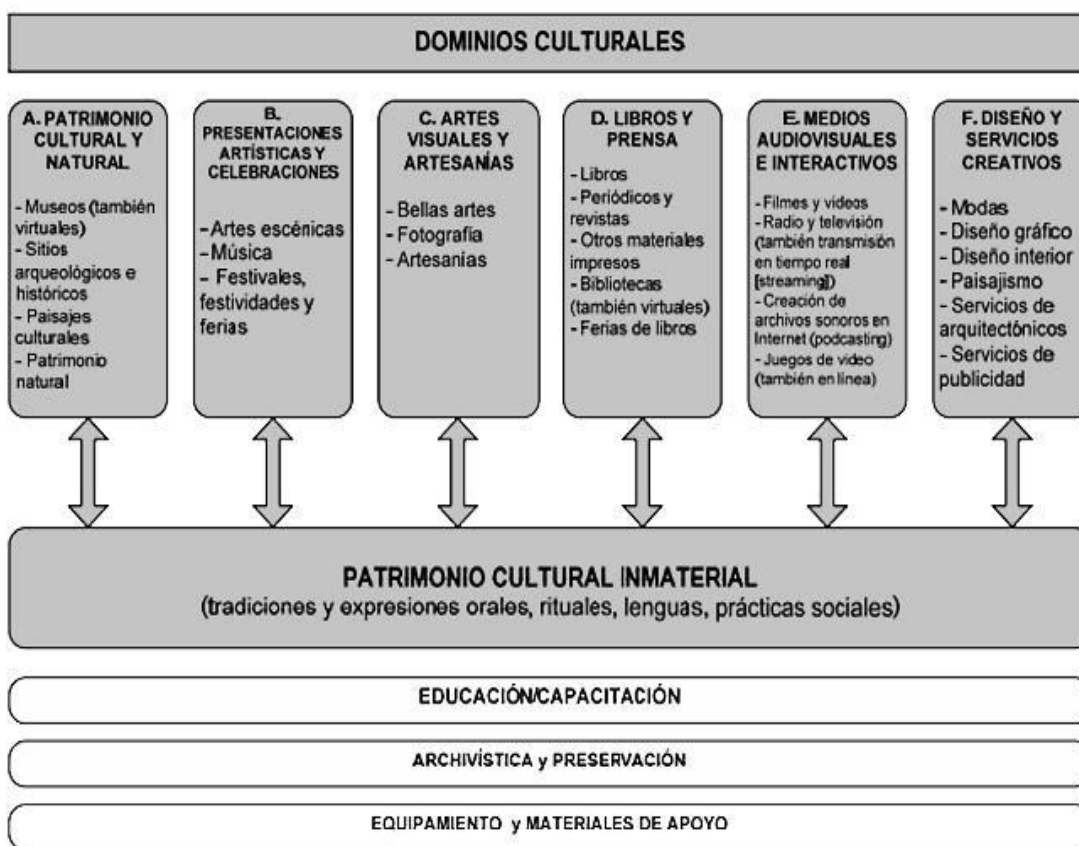 DOMINIOS CULTURALES
A. PATRIMONIO
CULTURAL Y
NATURAL
- Museos (también
virtuales)
- Sitios
arqueológicos e
históricos
- Paisajes
culturales
- Patrimonio
natural
B.
PRESENTACIONES
ARTÍSTICAS Y
CELEBRACIONES
- Artes escénicas
- Música
- Festivales,
festividades y
ferias
C. ARTES
VISUALES Y
ARTESANÍAS
- Bellas artes
- Fotografía
- Artesanías
D. LIBROS Y
PRENSA
- Libros
- Periódicos y
revistas
- Otros materiales
impresos
- Bibliotecas
(también virtuales)
- Ferias de libros
E. MEDIOS
AUDIOVISUALES
E INTERACTIVOS
- Filmes y videos
- Radio y televisión
(también transmisión
en tiempo real
[streaming])
- Creación de
archivos sonoros en
Internet (podcasting)
- Juegos de video
(también en línea)
F. DISEÑO Y
SERVICIOS
CREATIVOS
- Modas
- Diseño gráfico
- Diseño interior
- Paisajismo
- Servicios de
arquitectónicos
- Servicios de
publicidad
PATRIMONIO CULTURAL INMATERIAL
(tradiciones y expresiones orales, rituales, lenguas, prácticas sociales)
EDUCACIÓN/CAPACITACIÓN
ARCHIVÍSTICA y PRESERVACIÓN
EQUIPAMIENTO y MATERIALES DE APOYO